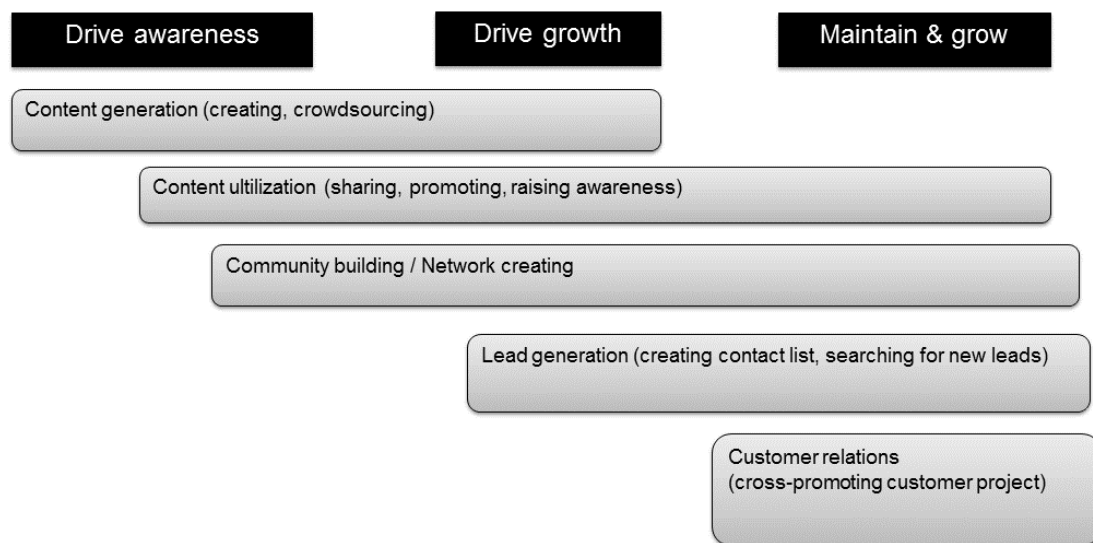 Drive awareness
Drive growth
Maintain & grow
Content generation (creating, crowdsourcing)
Content ultilization (sharing, promoting, raising awareness)
Community building / Network creating
Lead generation (creating contact list, searching for new leads)
Customer relations
(cross-promoting customer project)